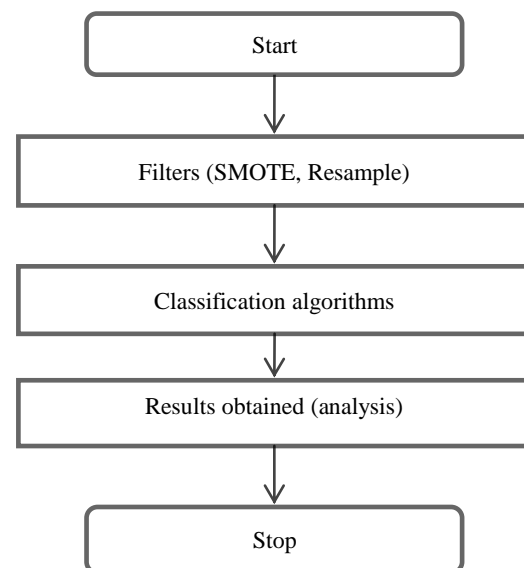 Start
Filters (SMOTE, Resample)
Classification algorithms
Results obtained (analysis)
Stop